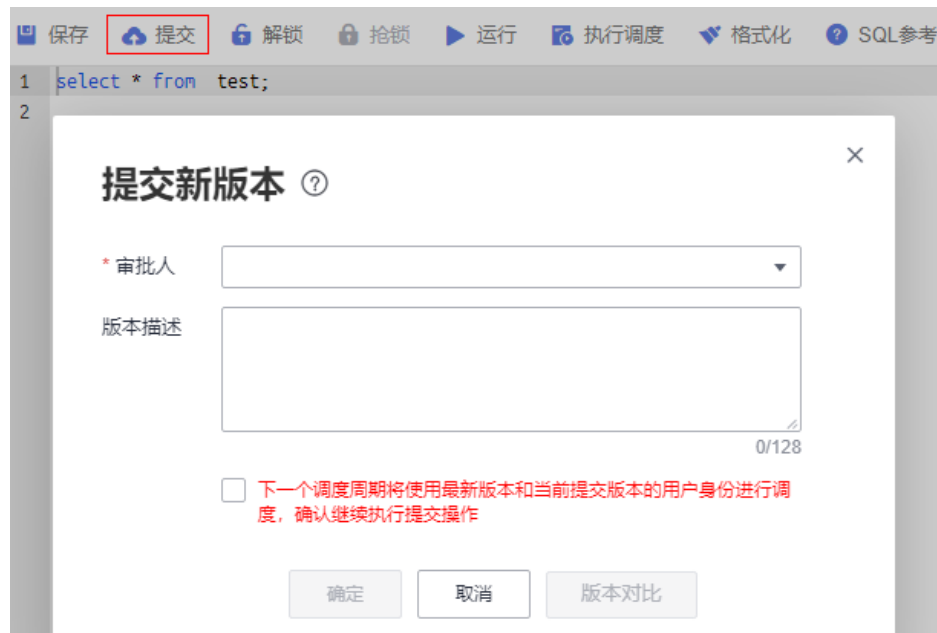 保存 提交 解锁 抢锁 运行 执行调度 格式化 SQL参考
1 select * from test;
2
提交新版本
* 审批人
版本描述
0/128
下一个调度周期将使用最新版本和当前提交版本的用户身份进行调
度，确认继续执行提交操作
确定 取消 版本对比